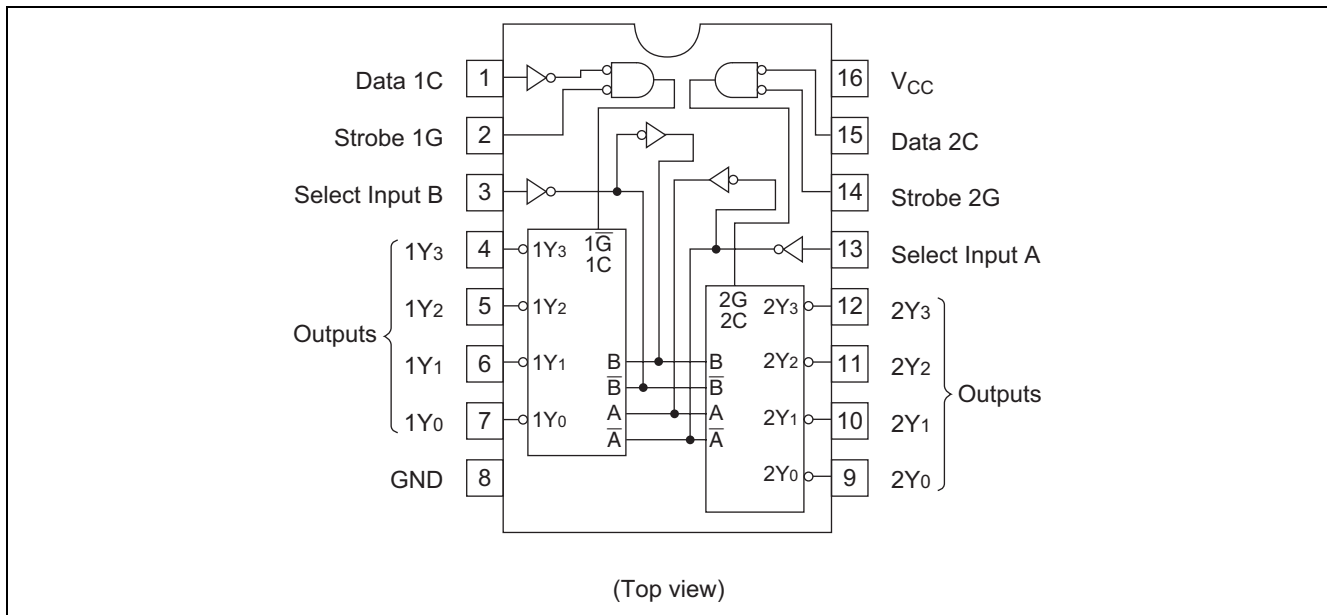 Data 1C 1
Strobe 1G 2
Select Input B 3
1Y3 4 1Y3
1Y2 5 1Y2
Outputs
1Y1 6 1Y1
1Y0 7 1Y0
GND 8
1G̅
1C
B
B̅
A
A̅
2G
2C
B
B̅
A
A̅
16 VCC
15 Data 2C
14 Strobe 2G
13 Select Input A
2Y3 12 2Y3
2Y2 11 2Y2
Outputs
2Y1 10 2Y1
2Y0 9 2Y0
(Top view)